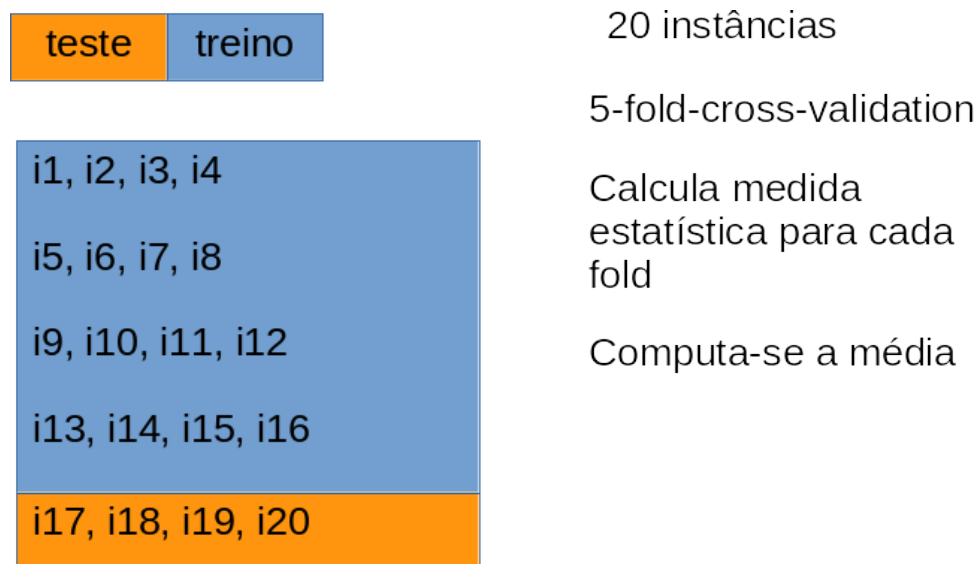 teste treino
20 instâncias
5-fold-cross-validation
Calcula medida
estatística para cada
fold
Computa-se a média
i1, i2, i3, i4
i5, i6, i7, i8
i9, i10, i11, i12
i13, i14, i15, i16
i17, i18, i19, i20